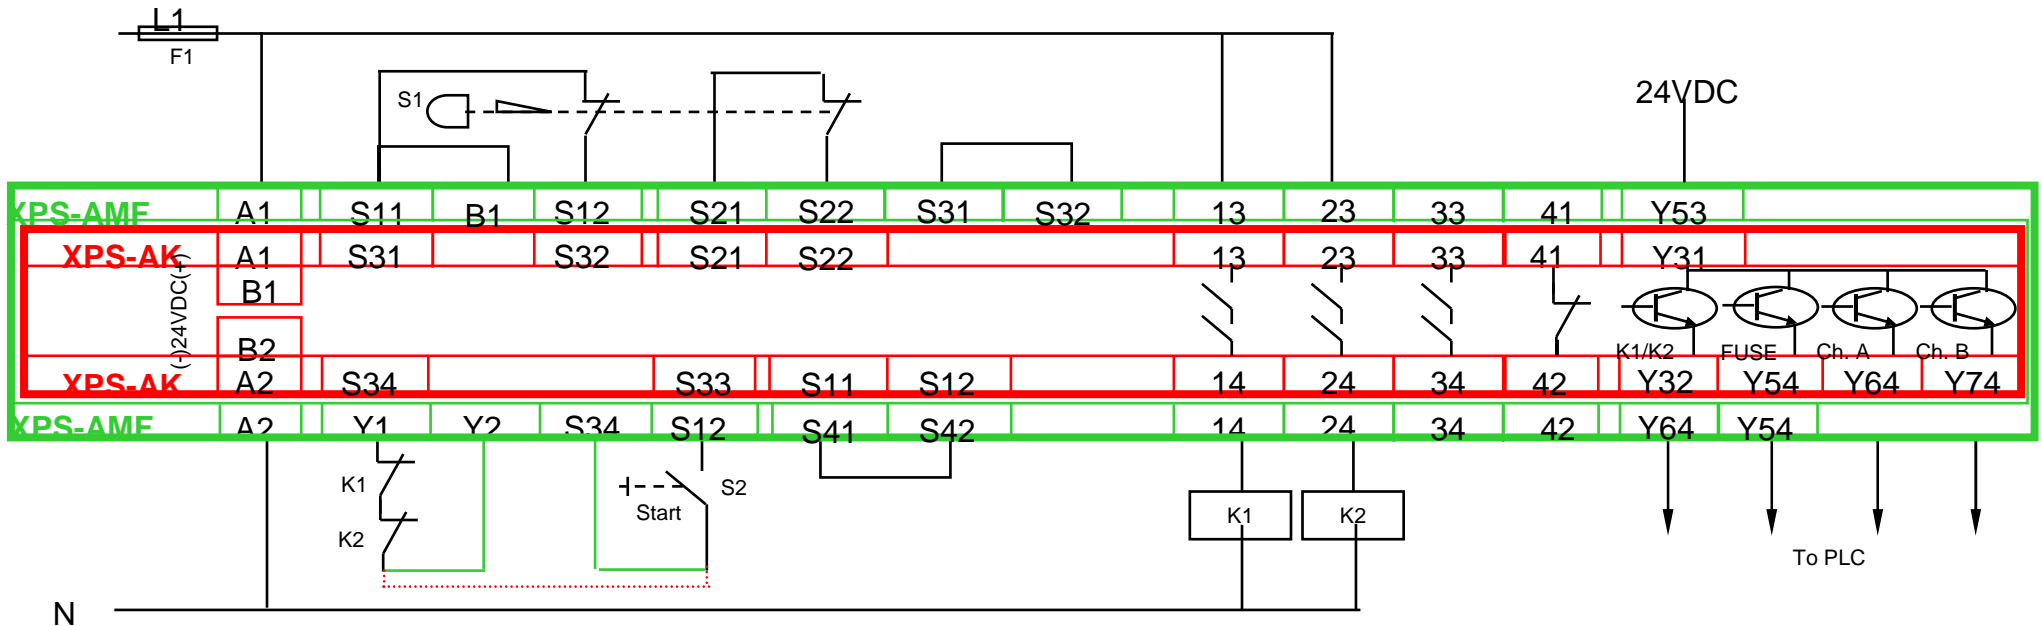 L1
F1
S1
24VDC
XPS-AMF A1 S11 B1 S12 S21 S22 S31 S32 13 23 33 41 Y53
XPS-AK A1 S31 S32 S21 S22 13 23 33 41 Y31
(-)24VDC(+)
B1
B2
K1/K2 FUSE Ch. A Ch. B
XPS-AK A2 S34 S33 S11 S12 14 24 34 42 Y32 Y54 Y64 Y74
XPS-AMF A2 Y1 Y2 S34 S12 S41 S42 14 24 34 42 Y64 Y54
K1
S2
Start
K2
K1 K2
To PLC
N